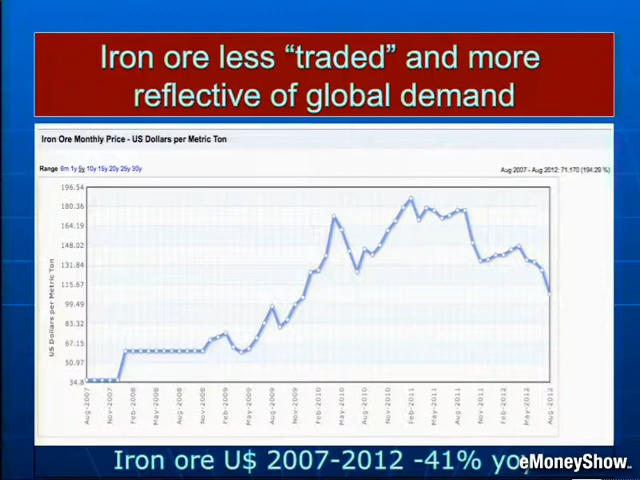 Iron ore less “traded” and more
reflective of global demand
Iron Ore Monthly Price - US Dollars per Metric Ton
Range 6m 1y 5y 10y 15y 20y 25y 30y
Aug 2007 - Aug 2012: 71.170 (194.29 %)
US Dollars per Metric Ton
196.54
180.36
164.19
148.02
131.84
115.67
99.49
83.32
67.15
50.97
34.8
Aug-2007
Nov-2007
Feb-2008
May-2008
Aug-2008
Nov-2008
Feb-2009
May-2009
Aug-2009
Nov-2009
Feb-2010
May-2010
Aug-2010
Nov-2010
Feb-2011
May-2011
Aug-2011
Nov-2011
Feb-2012
May-2012
Aug-2012
Iron ore U$ 2007-2012 -41% yoy
eMoneyShow